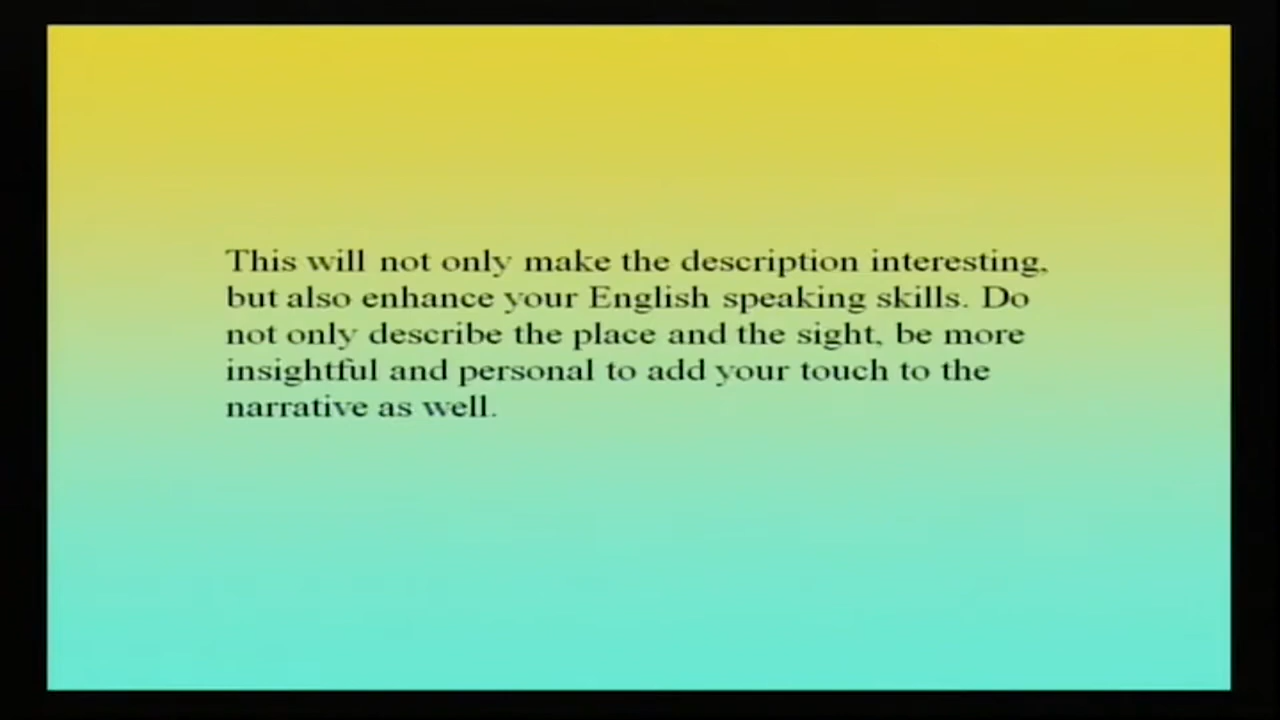 This will not only make the description interesting,
but also enhance your English speaking skills. Do
not only describe the place and the sight, be more
insightful and personal to add your touch to the
narrative as well.